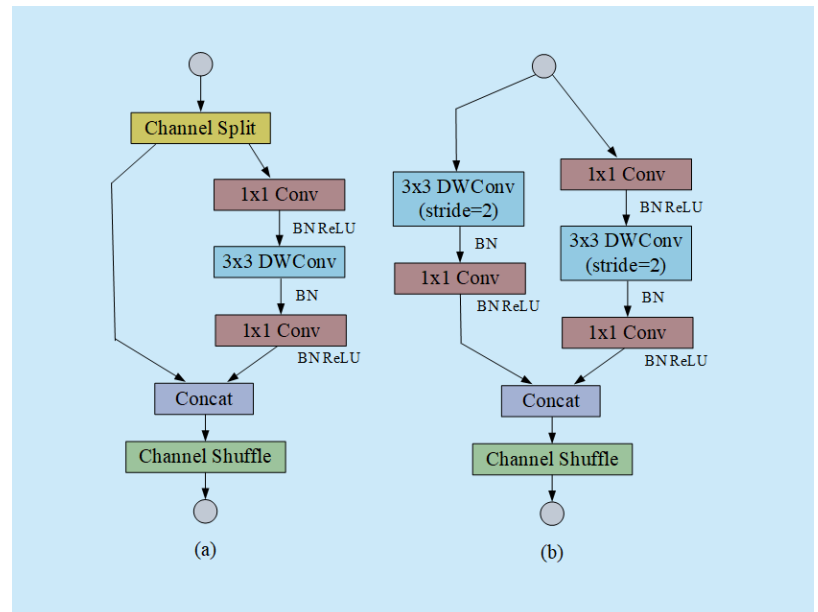 Channel Split
1x1 Conv
BN ReLU
3x3 DWConv
BN
1x1 Conv
BN ReLU
Concat
Channel Shuffle
(a)
3x3 DWConv
(stride=2)
BN
1x1 Conv
BN ReLU
1x1 Conv
BN ReLU
3x3 DWConv
(stride=2)
BN
1x1 Conv
BN ReLU
Concat
Channel Shuffle
(b)